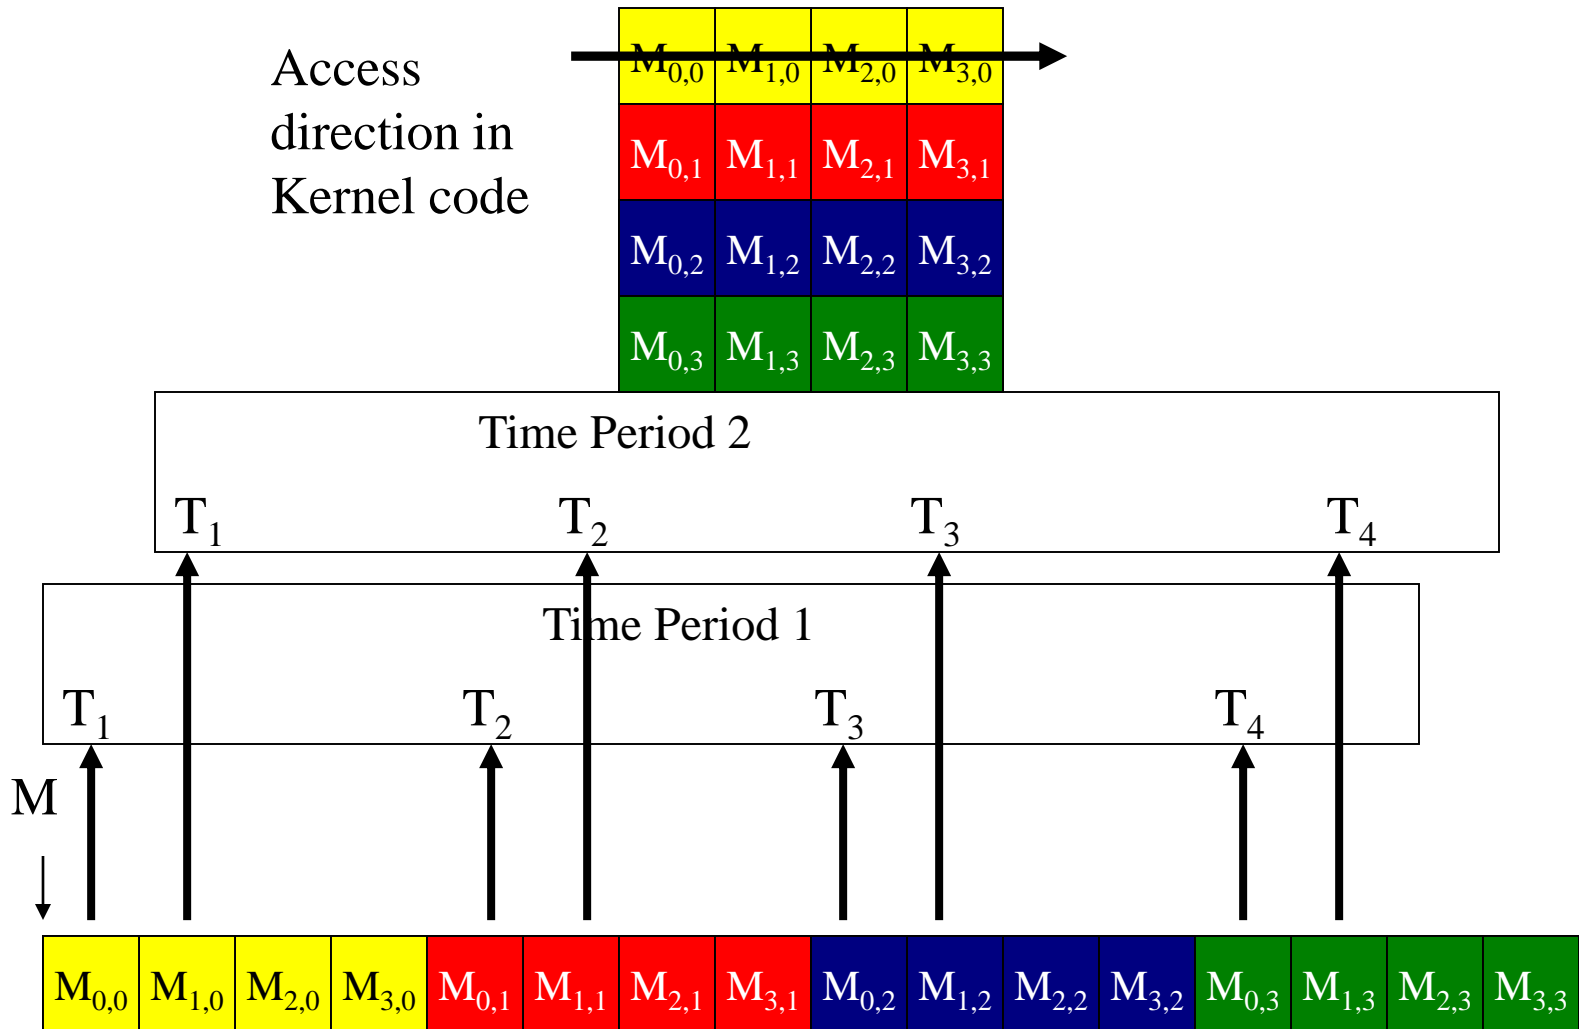 Access
direction in
Kernel code
M0,0 M1,0 M2,0 M3,0
M0,1 M1,1 M2,1 M3,1
M0,2 M1,2 M2,2 M3,2
M0,3 M1,3 M2,3 M3,3
Time Period 2
T1 T2 T3 T4
Time Period 1
T1 T2 T3 T4
M
M0,0 M1,0 M2,0 M3,0 M0,1 M1,1 M2,1 M3,1 M0,2 M1,2 M2,2 M3,2 M0,3 M1,3 M2,3 M3,3